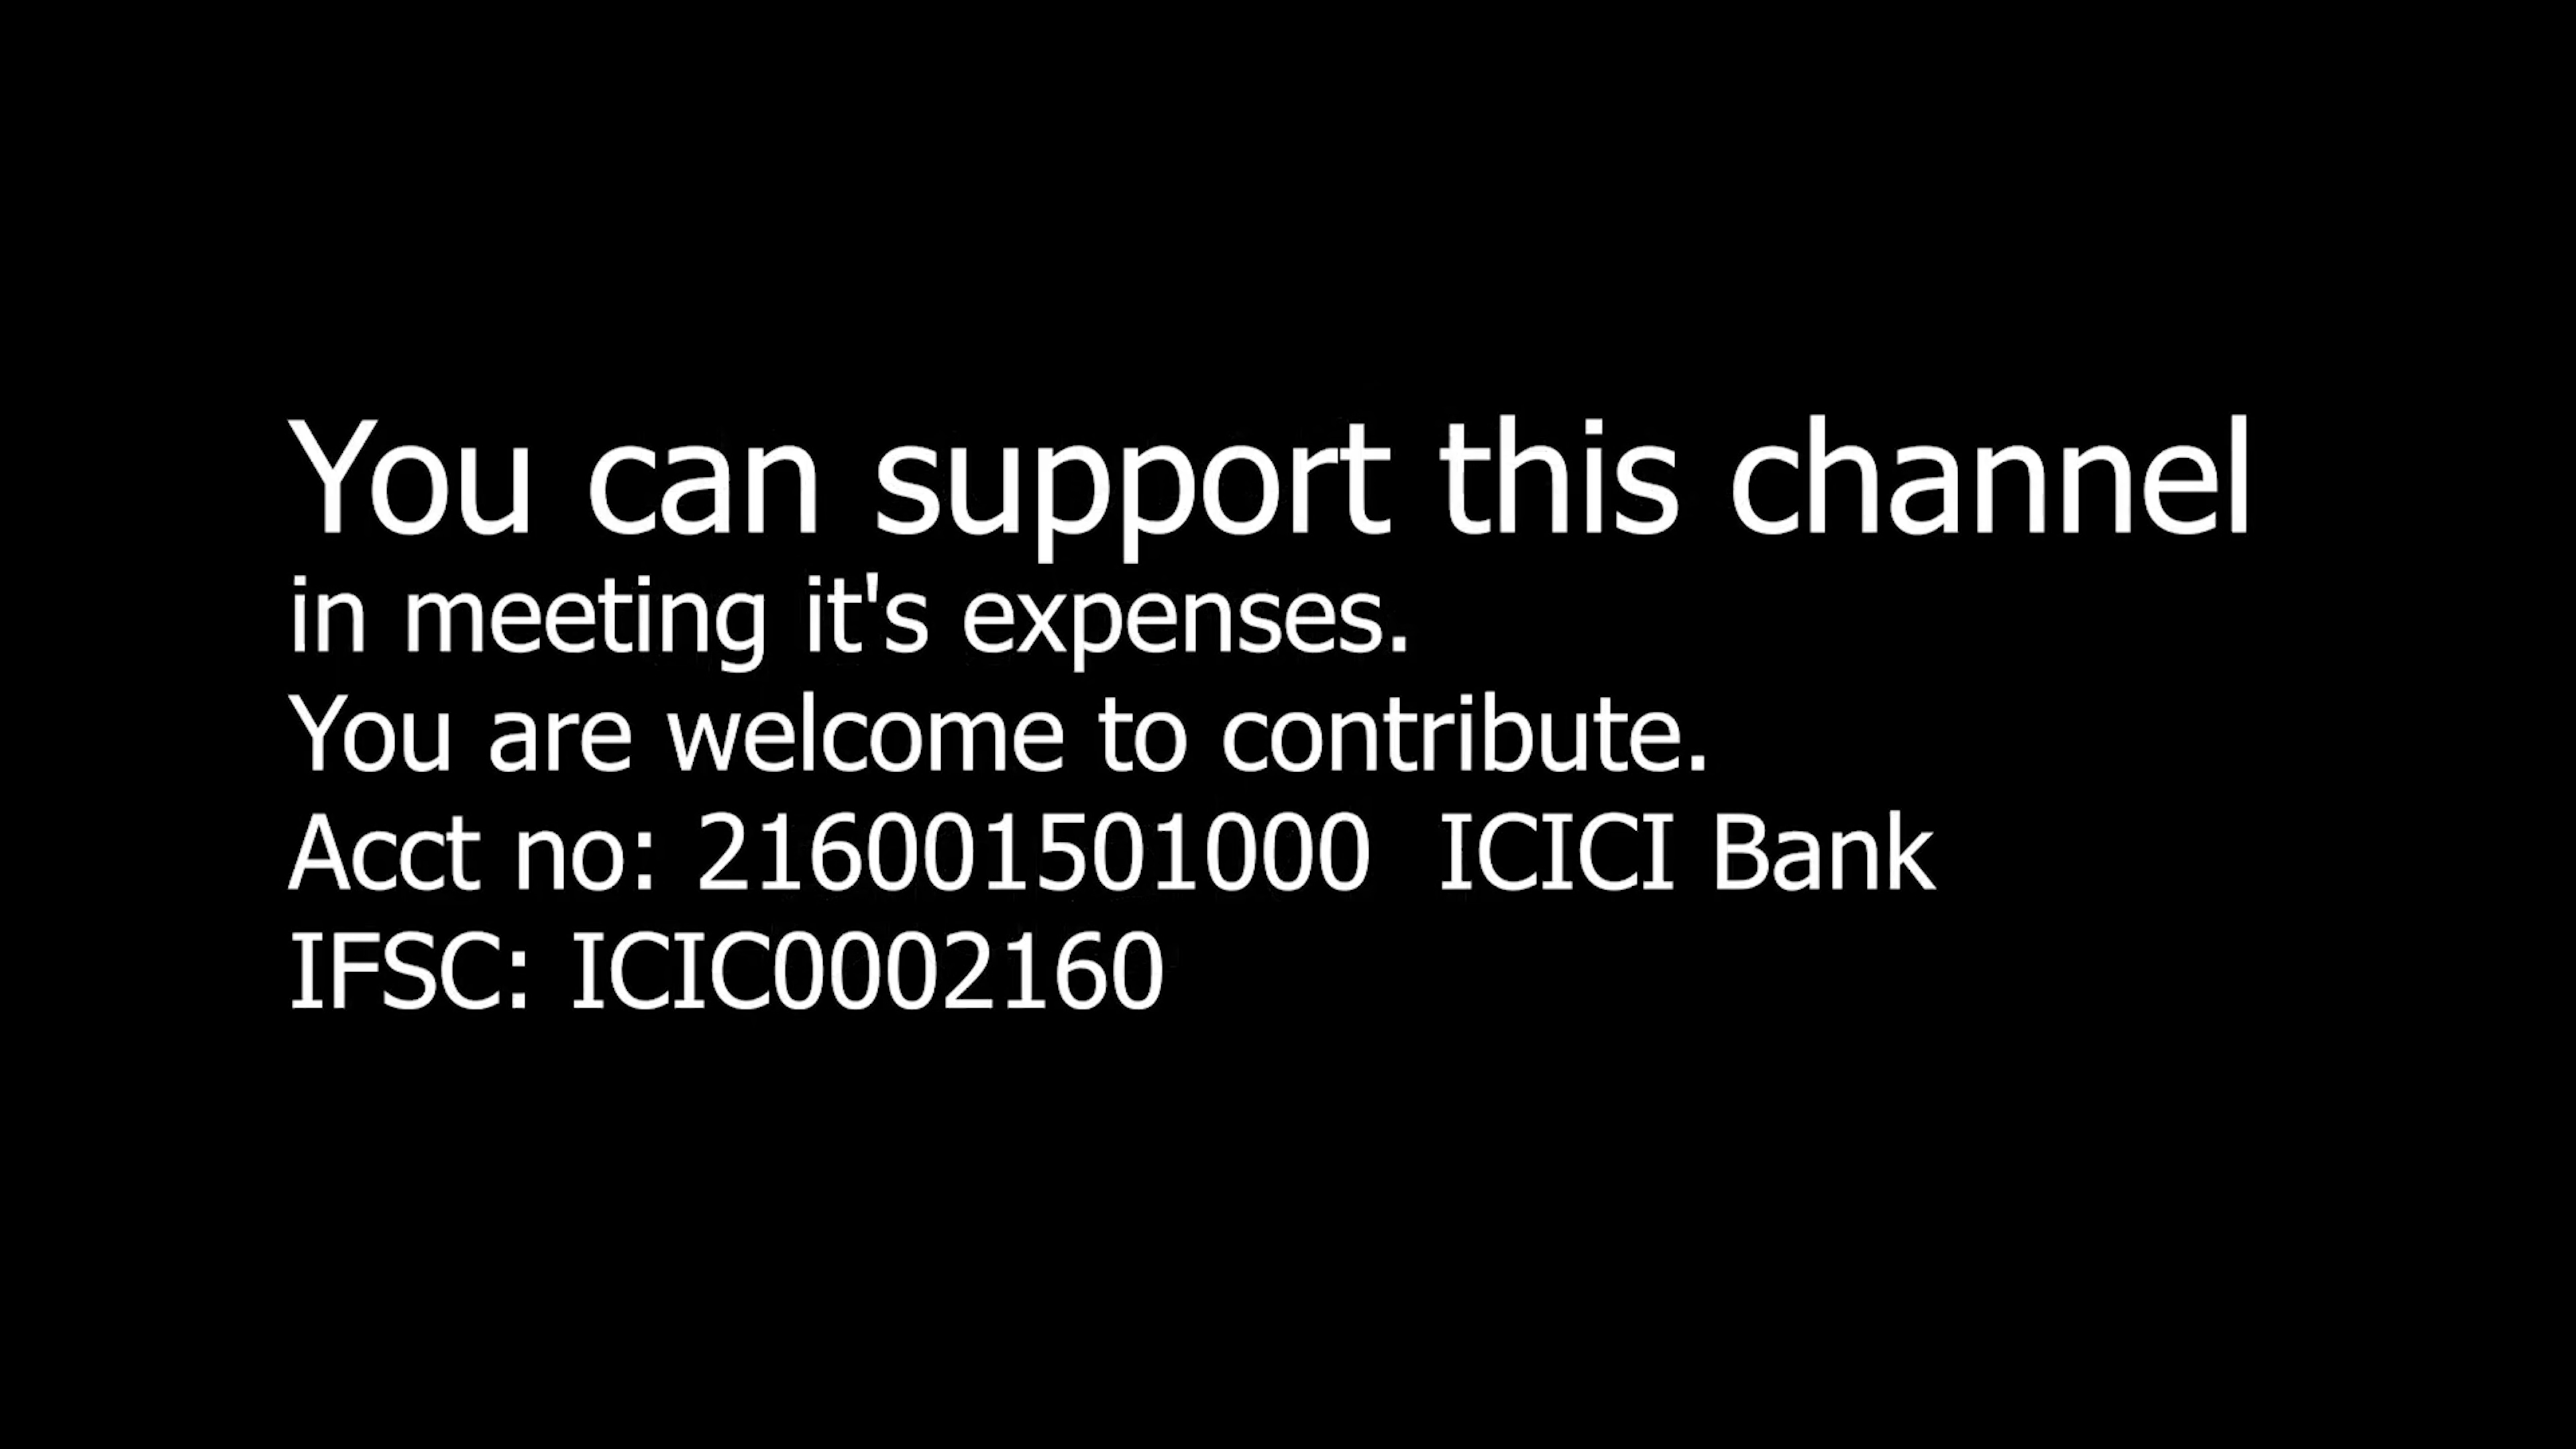 You can support this channel
in meeting it's expenses.
You are welcome to contribute.
Acct no: 216001501000  ICICI Bank
IFSC: ICIC0002160